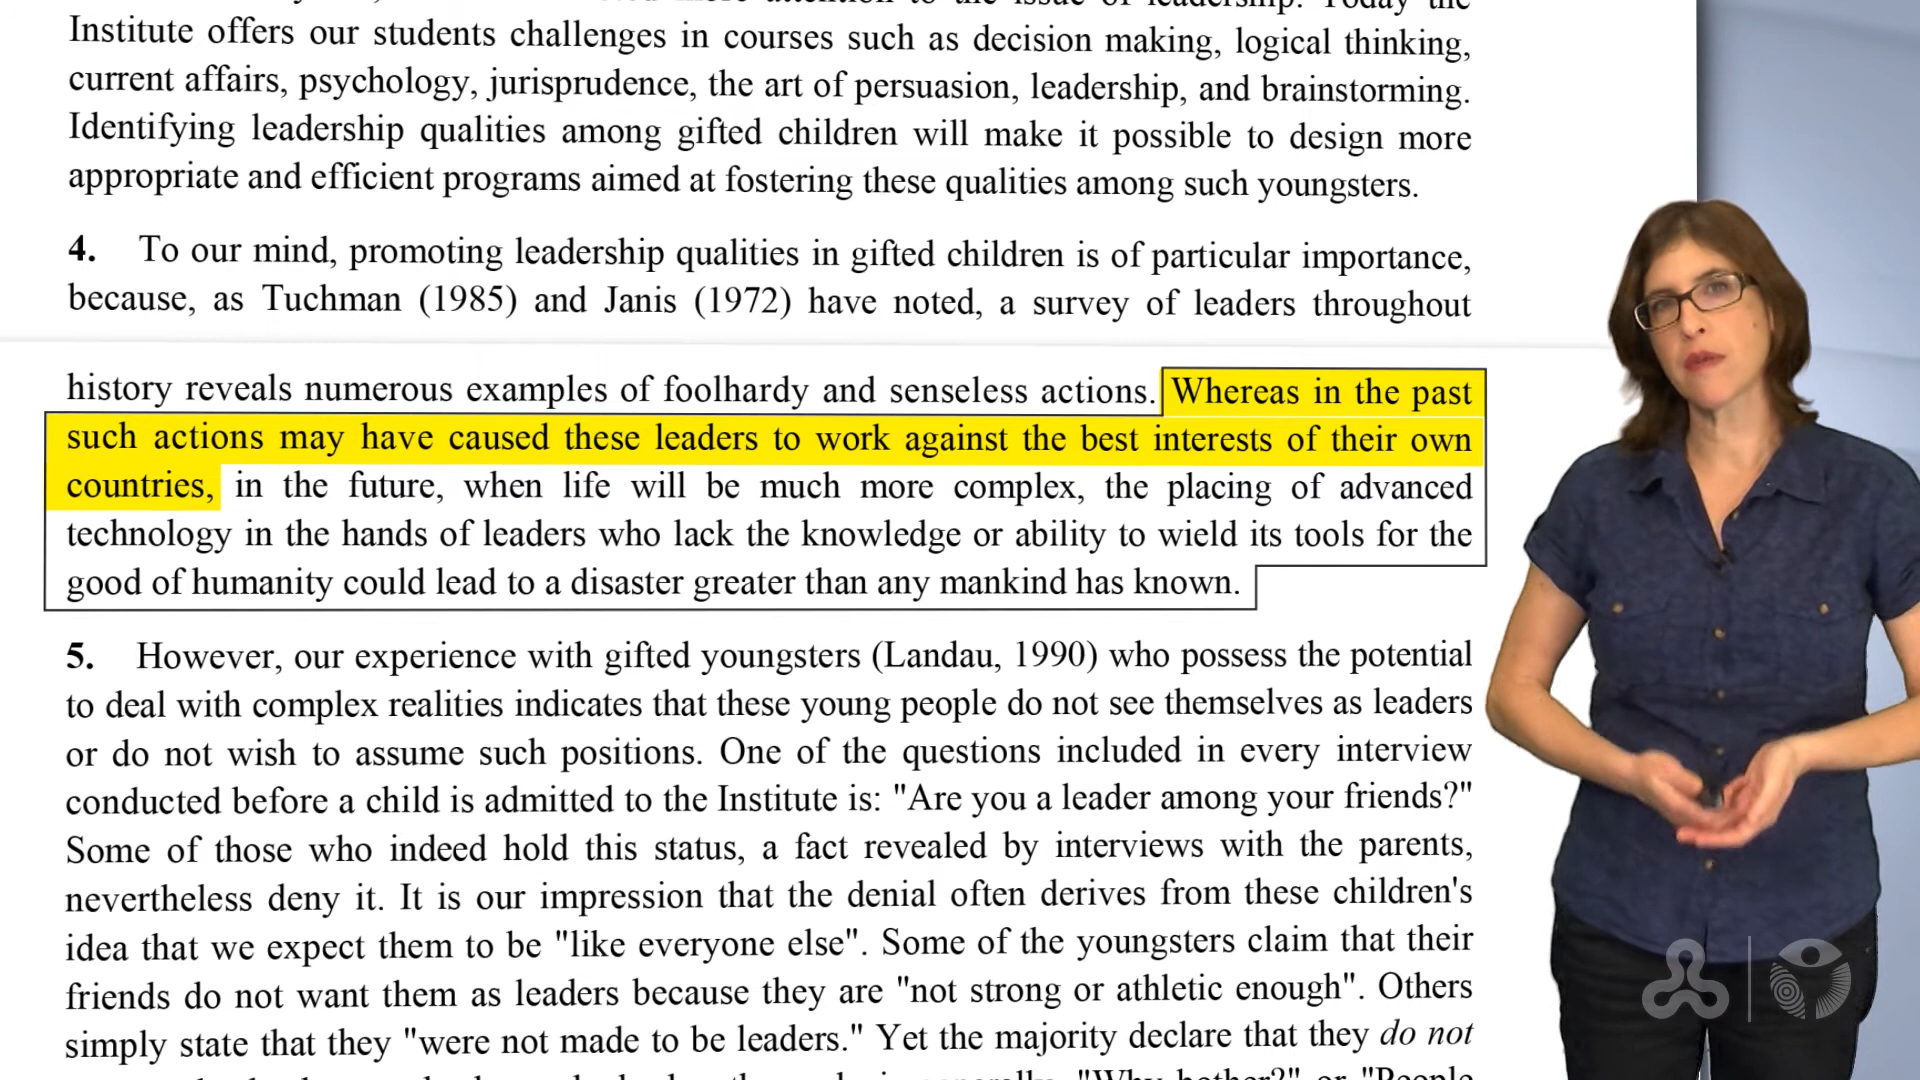 attention to the issue of leadership. Today the
Institute offers our students challenges in courses such as decision making, logical thinking,
current affairs, psychology, jurisprudence, the art of persuasion, leadership, and brainstorming.
Identifying leadership qualities among gifted children will make it possible to design more
appropriate and efficient programs aimed at fostering these qualities among such youngsters.
4. To our mind, promoting leadership qualities in gifted children is of particular importance,
because, as Tuchman (1985) and Janis (1972) have noted, a survey of leaders throughout
history reveals numerous examples of foolhardy and senseless actions. Whereas in the past
such actions may have caused these leaders to work against the best interests of their own
countries, in the future, when life will be much more complex, the placing of advanced
technology in the hands of leaders who lack the knowledge or ability to wield its tools for the
good of humanity could lead to a disaster greater than any mankind has known.
5. However, our experience with gifted youngsters (Landau, 1990) who possess the potential
to deal with complex realities indicates that these young people do not see themselves as leaders
or do not wish to assume such positions. One of the questions included in every interview
conducted before a child is admitted to the Institute is: "Are you a leader among your friends?"
Some of those who indeed hold this status, a fact revealed by interviews with the parents,
nevertheless deny it. It is our impression that the denial often derives from these children's
idea that we expect them to be "like everyone else". Some of the youngsters claim that their
friends do not want them as leaders because they are "not strong or athletic enough". Others
simply state that they "were not made to be leaders." Yet the majority declare that they do not
"Why bother?" or "People